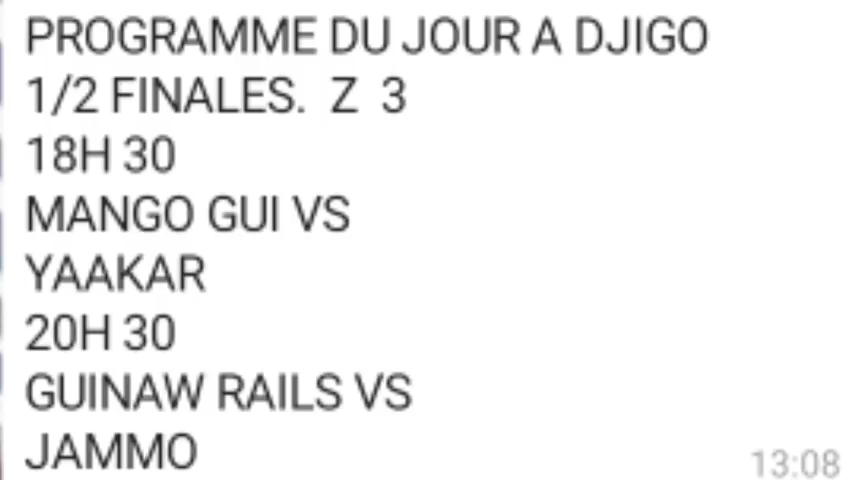 PROGRAMME DU JOUR A DJIGO
1/2 FINALES.  Z  3
18H 30
MANGO GUI VS
YAAKAR
20H 30
GUINAW RAILS VS
JAMMO
13:08